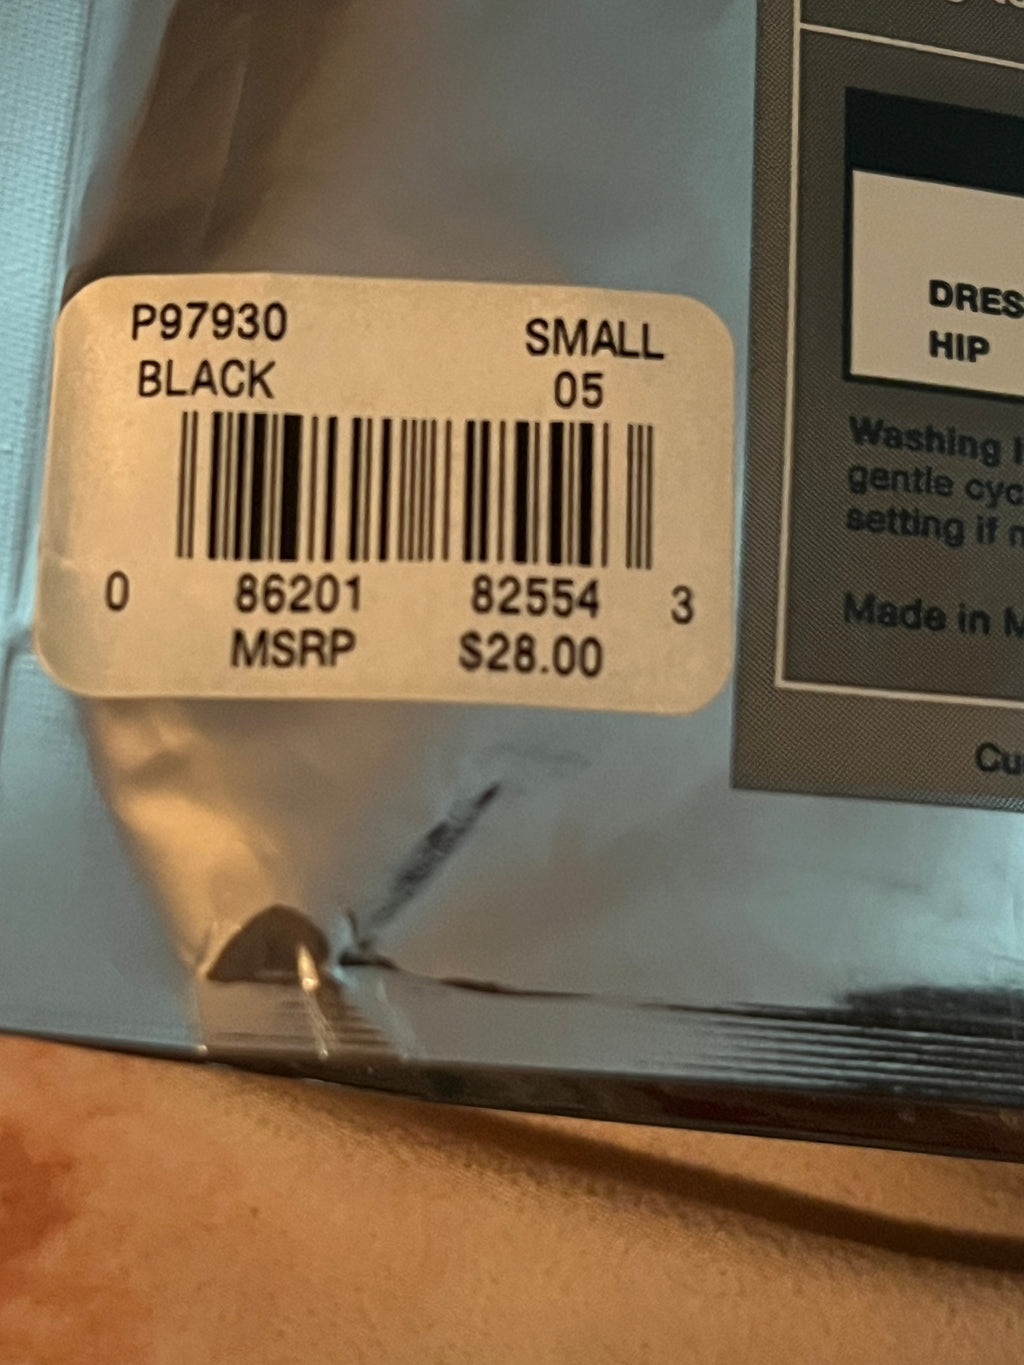 P97930 SMALL
BLACK 05
0 86201 82554 3
MSRP $28.00
DRES
HIP
Washing
gentle cyc
setting if
Made in M
Cu